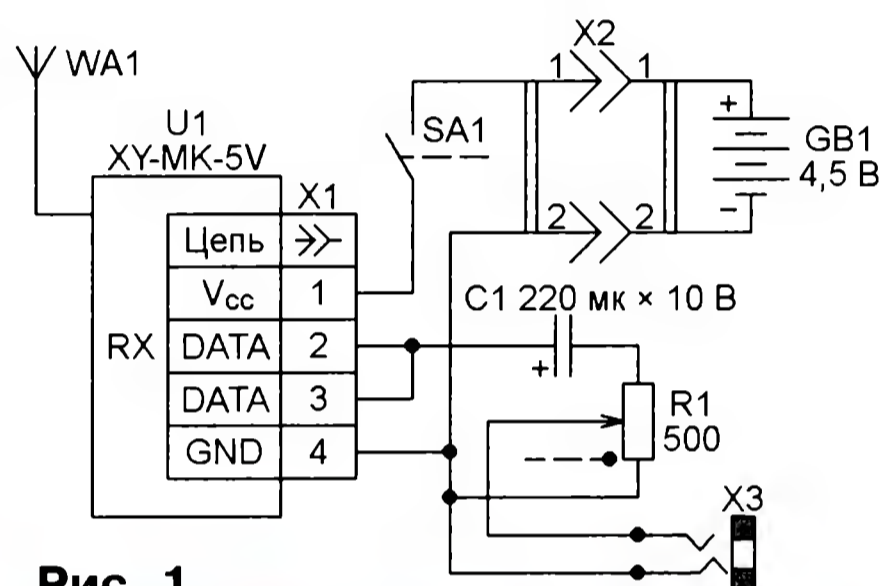 WA1
U1
XY-MK-5V
X1
Цепь
Vcc 1
RX
DATA 2
DATA 3
GND 4
SA1
X2
1 1
2 2
+
−
GB1
4,5 В
C1 220 мк × 10 В
+
R1
500
X3
Рис. 1